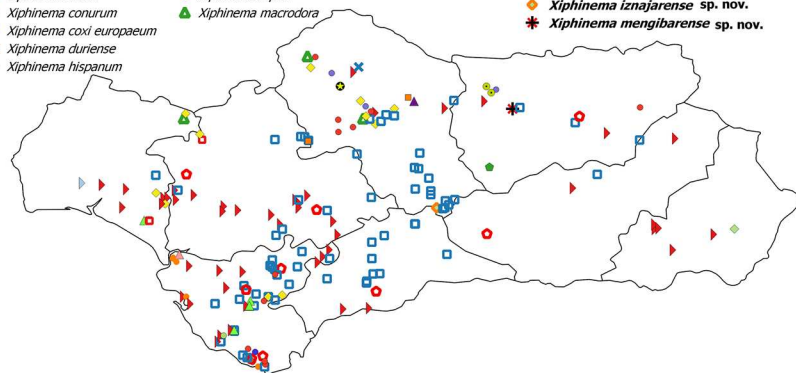 Xiphinema conurum
Xiphinema coxi europaeum
Xiphinema duriense
Xiphinema hispanum
Xiphinema macrodora
Xiphinema iznajarense sp. nov.
Xiphinema mengibarense sp. nov.